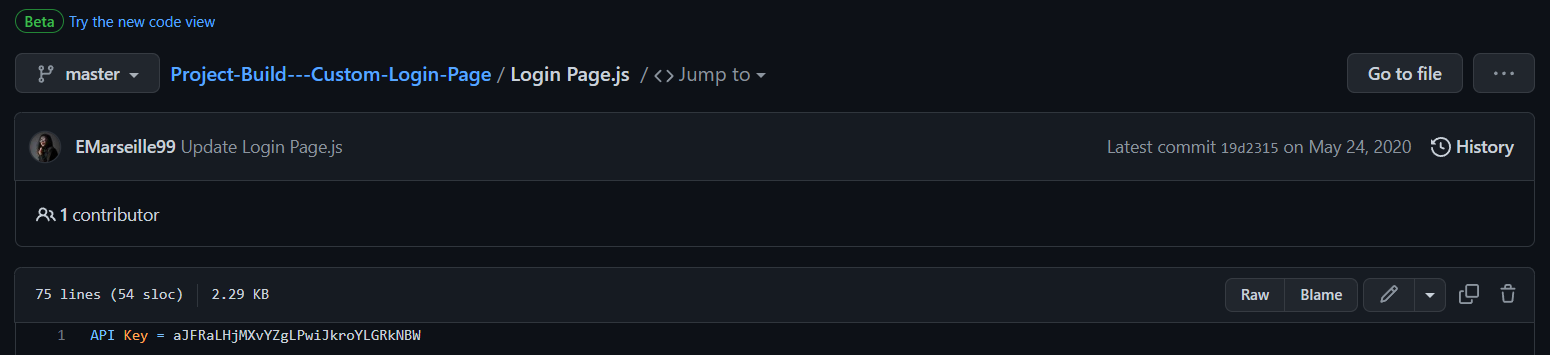 Beta Try the new code view
master Project-Build---Custom-Login-Page / Login Page.js / <> Jump to Go to file ...
EMarseille99 Update Login Page.js Latest commit 19d2315 on May 24, 2020 History
1 contributor
75 lines (54 sloc) 2.29 KB Raw Blame
1 API Key = aJFRaLHjMXvYZgLPwiJkroYLGRkNBW